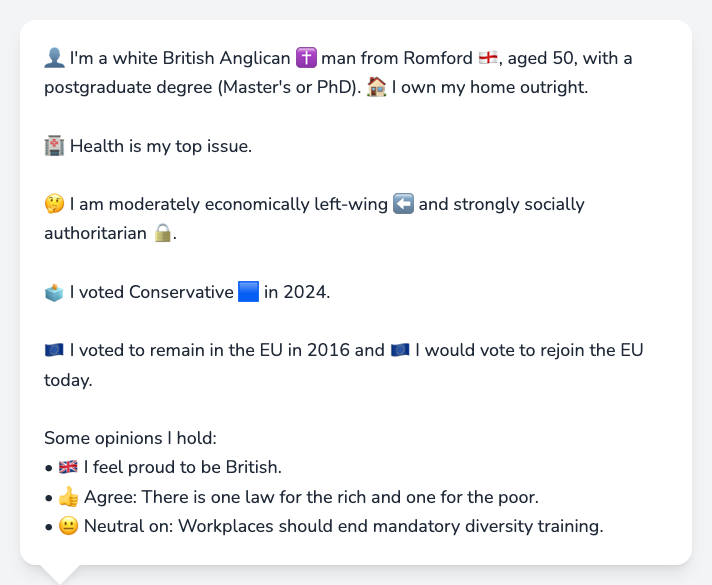 👤 I'm a white British Anglican ✝️ man from Romford 🏴󠁧󠁢󠁥󠁮󠁧󠁿, aged 50, with a
postgraduate degree (Master's or PhD). 🏠 I own my home outright.
🏥 Health is my top issue.
🤔 I am moderately economically left-wing ⬅️ and strongly socially
authoritarian 🔒.
🗳️ I voted Conservative 🟦 in 2024.
🇪🇺 I voted to remain in the EU in 2016 and 🇪🇺 I would vote to rejoin the EU
today.
Some opinions I hold:
• 🇬🇧 I feel proud to be British.
• 👍 Agree: There is one law for the rich and one for the poor.
• 😐 Neutral on: Workplaces should end mandatory diversity training.